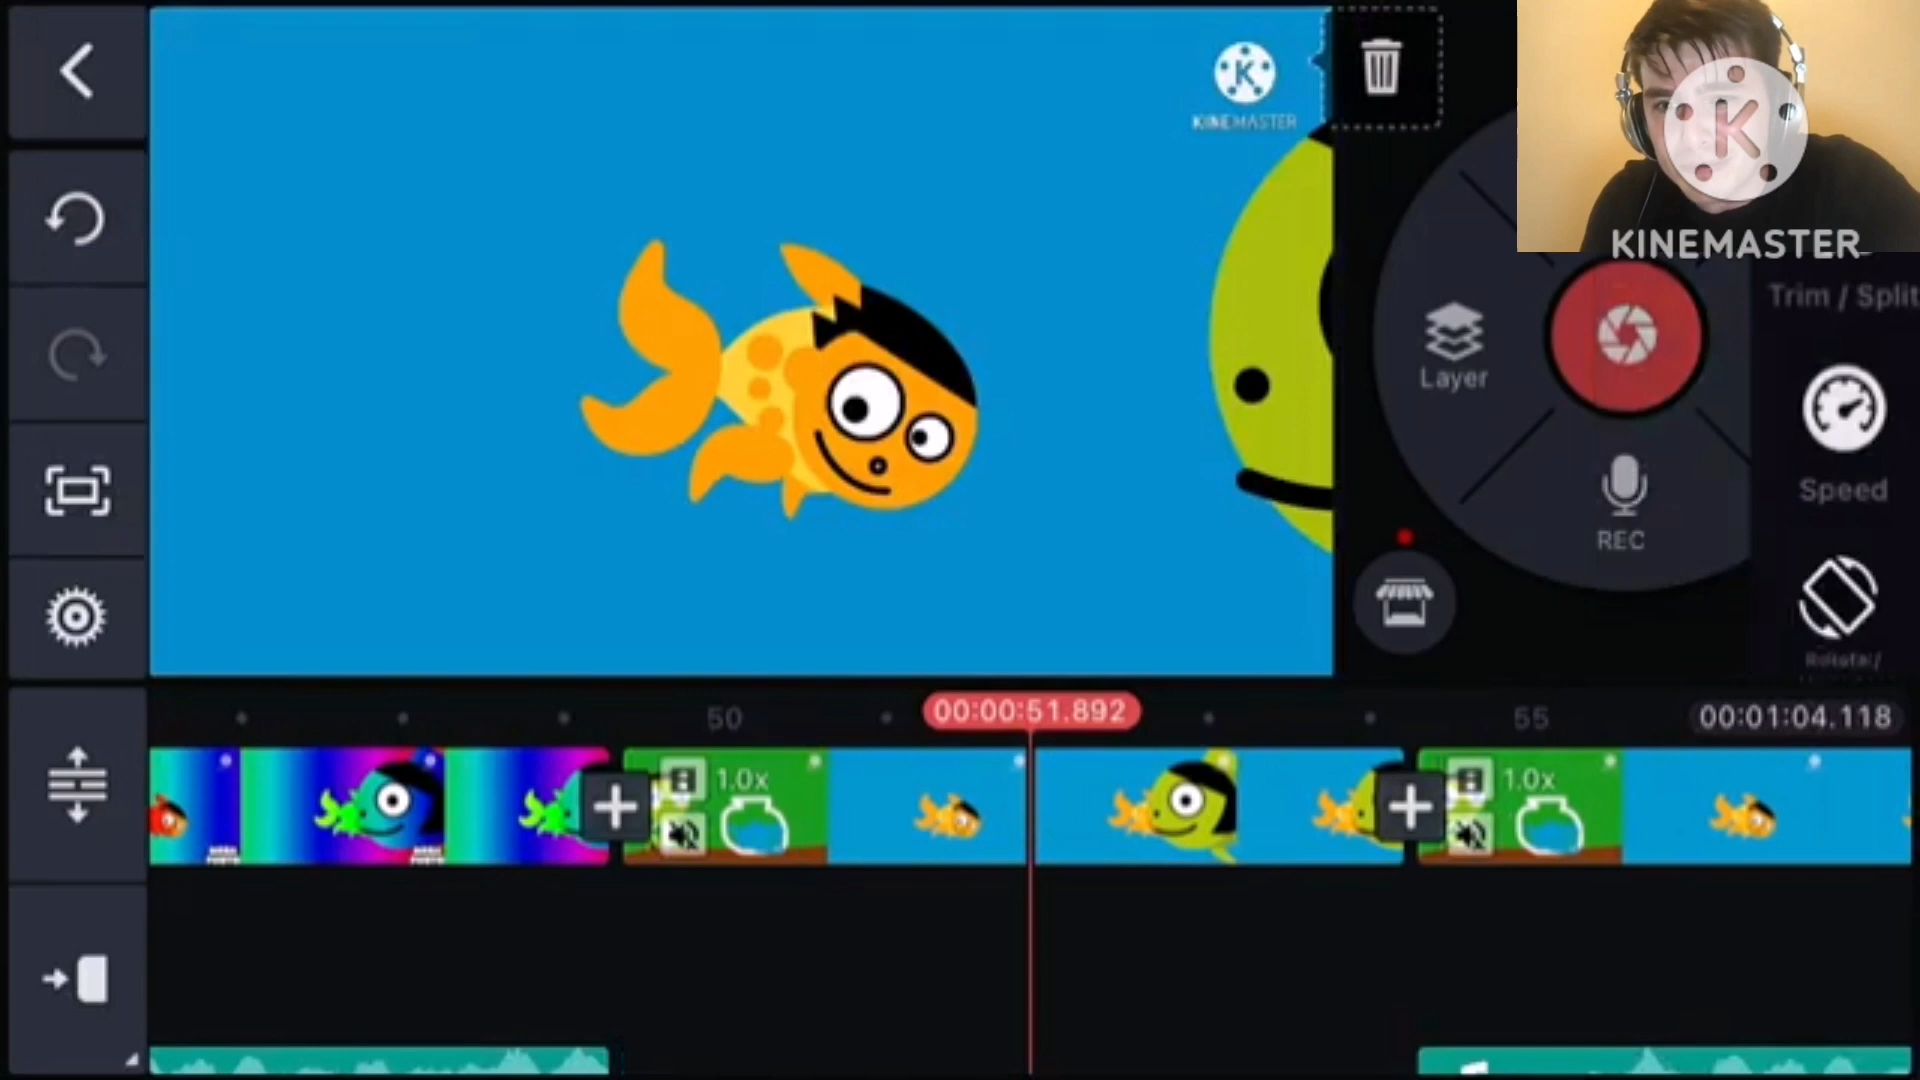 KINEMASTER
KINEMASTER
Trim / Split
Layer
Speed
REC
Rotate/
50
00:00:51.892
55
00:01:04.118
1.0x
1.0x